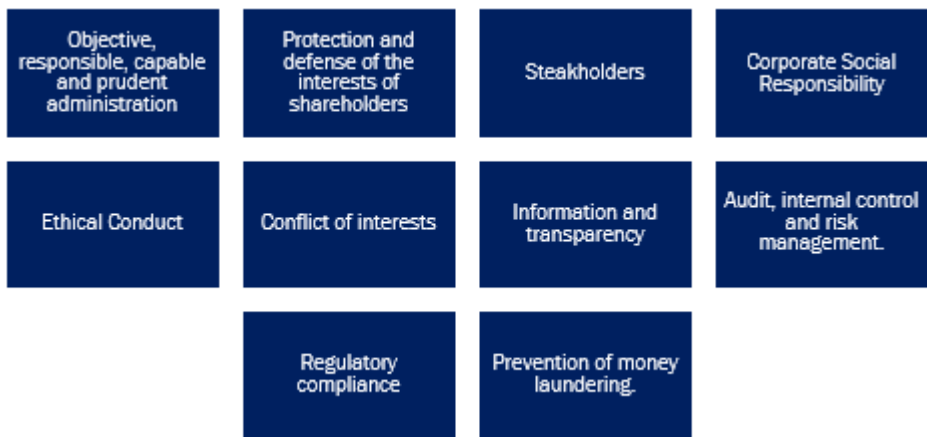 Objective,
responsible, capable
and prudent
administration
Protection and
defense of the
interests of
shareholders
Steakholders
Corporate Social
Responsibility
Ethical Conduct
Conflict of interests
Information and
transparency
Audit, internal control
and risk
management.
Regulatory
compliance
Prevention of money
laundering.